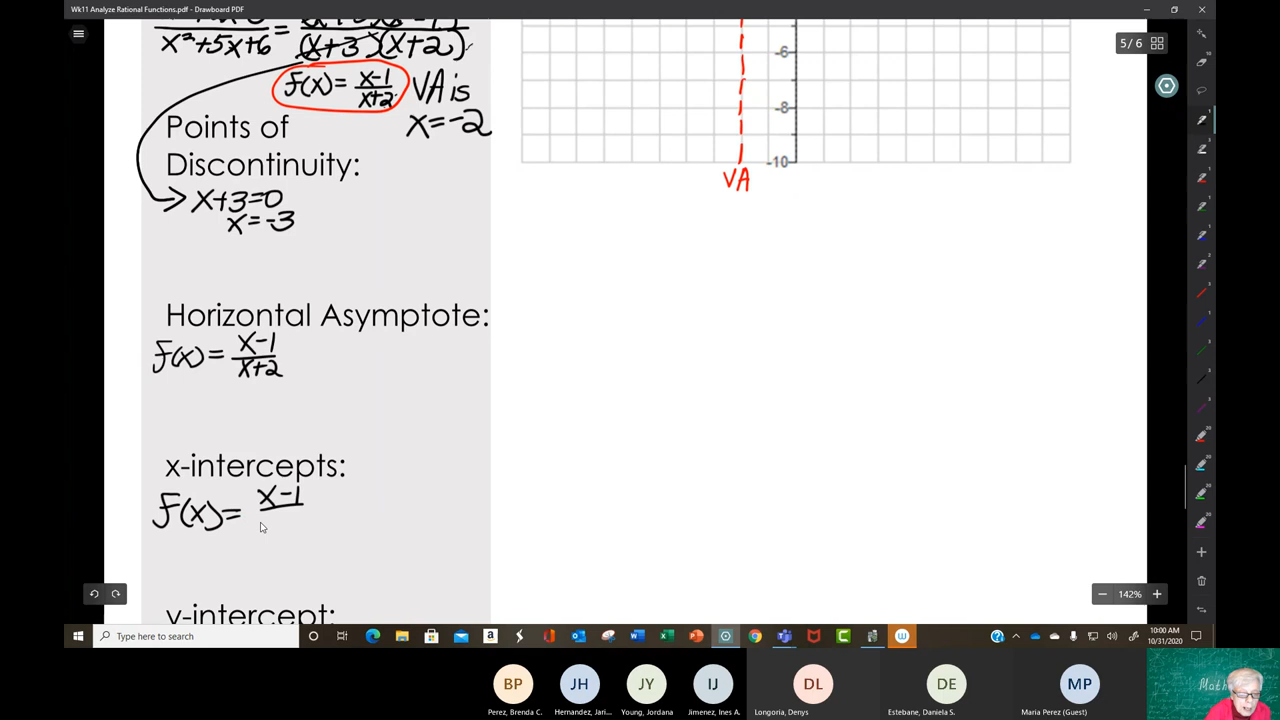 Wk11 Analyze Rational Functions.pdf - Drawboard PDF
5 / 6
x²+5x+6 = (x+3)(x+2)
f(x) = x-1 / x+2
VA is
x=-2
Points of
Discontinuity:
x+3=0
x=-3
-6
-8
-10
VA
Horizontal Asymptote:
f(x) = x-1 / x+2
x-intercepts:
f(x)= x-1
y-intercept:
142%
Type here to search
10:00 AM
10/31/2020
BP
JH
JY
IJ
DL
DE
MP
Perez, Brenda C.
Hernandez, Jari...
Young, Jordana
Jimenez, Ines A.
Longoria, Denys
Estebane, Daniela S.
Maria Perez (Guest)